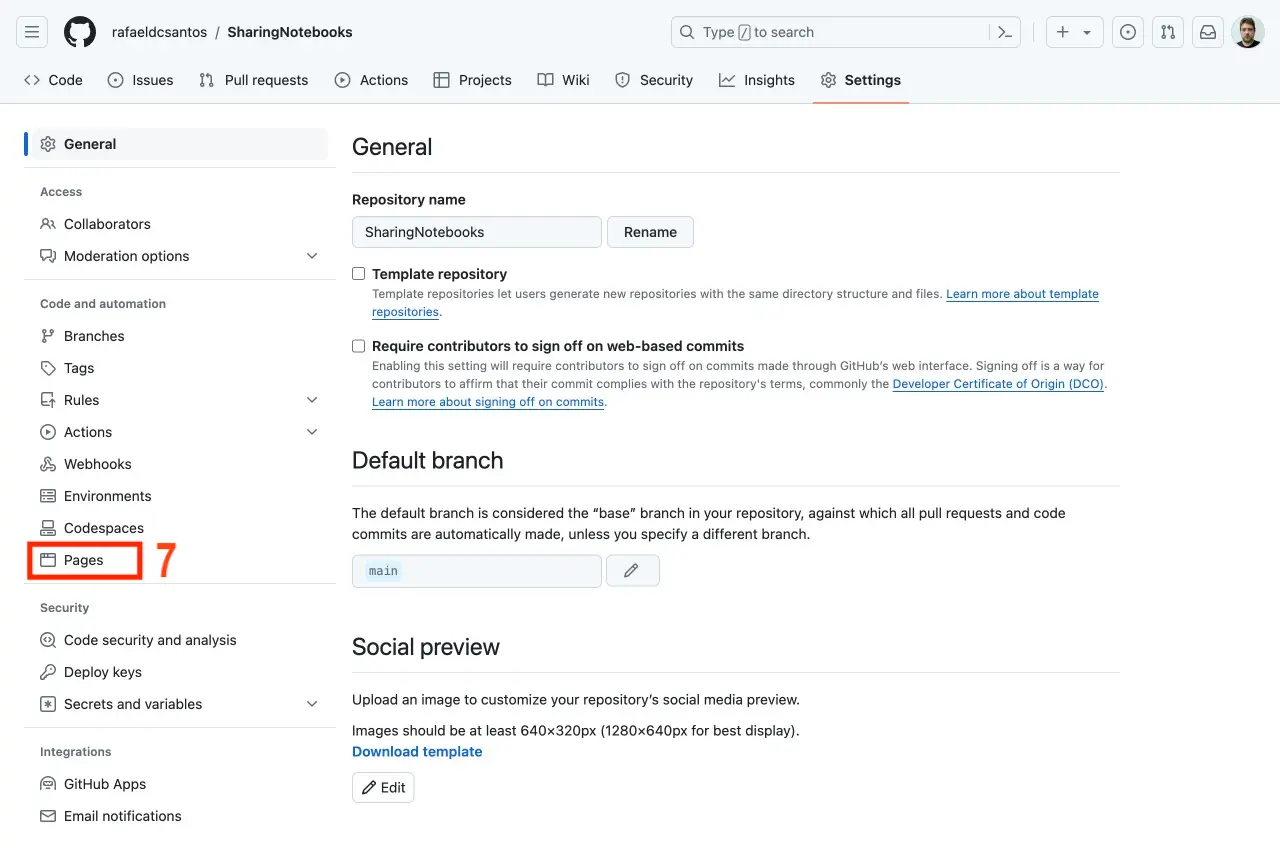 rafaeldcsantos / SharingNotebooks
Type / to search
Code Issues Pull requests Actions Projects Wiki Security Insights Settings
General
Access
Collaborators
Moderation options
Code and automation
Branches
Tags
Rules
Actions
Webhooks
Environments
Codespaces
Pages 7
Security
Code security and analysis
Deploy keys
Secrets and variables
Integrations
GitHub Apps
Email notifications
General
Repository name
SharingNotebooks Rename
Template repository
Template repositories let users generate new repositories with the same directory structure and files. Learn more about template
repositories.
Require contributors to sign off on web-based commits
Enabling this setting will require contributors to sign off on commits made through GitHub’s web interface. Signing off is a way for
contributors to affirm that their commit complies with the repository's terms, commonly the Developer Certificate of Origin (DCO).
Learn more about signing off on commits.
Default branch
The default branch is considered the “base” branch in your repository, against which all pull requests and code
commits are automatically made, unless you specify a different branch.
main
Social preview
Upload an image to customize your repository’s social media preview.
Images should be at least 640×320px (1280×640px for best display).
Download template
Edit